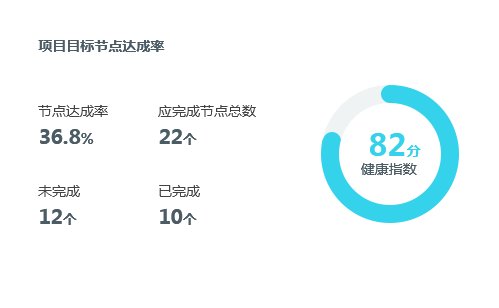 项目目标节点达成率
节点达成率
应完成节点总数
36.8%
22个
82分
健康指数
未完成
已完成
12个
10个